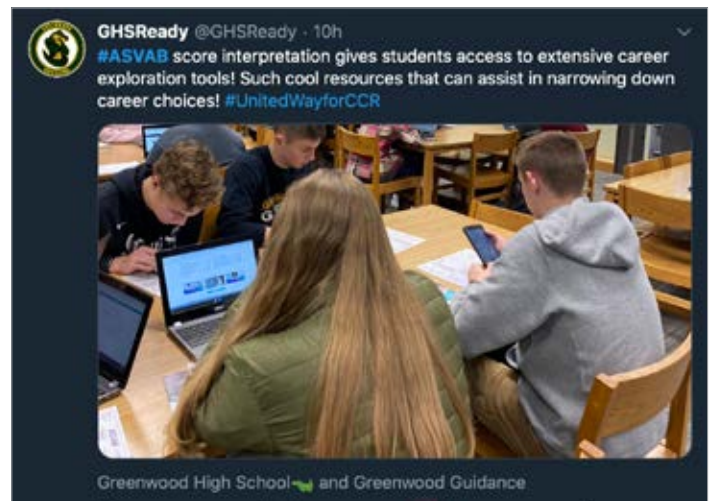 GHSReady @GHSReady · 10h
#ASVAB score interpretation gives students access to extensive career
exploration tools! Such cool resources that can assist in narrowing down
career choices! #UnitedWayforCCR
Greenwood High School🐊 and Greenwood Guidance